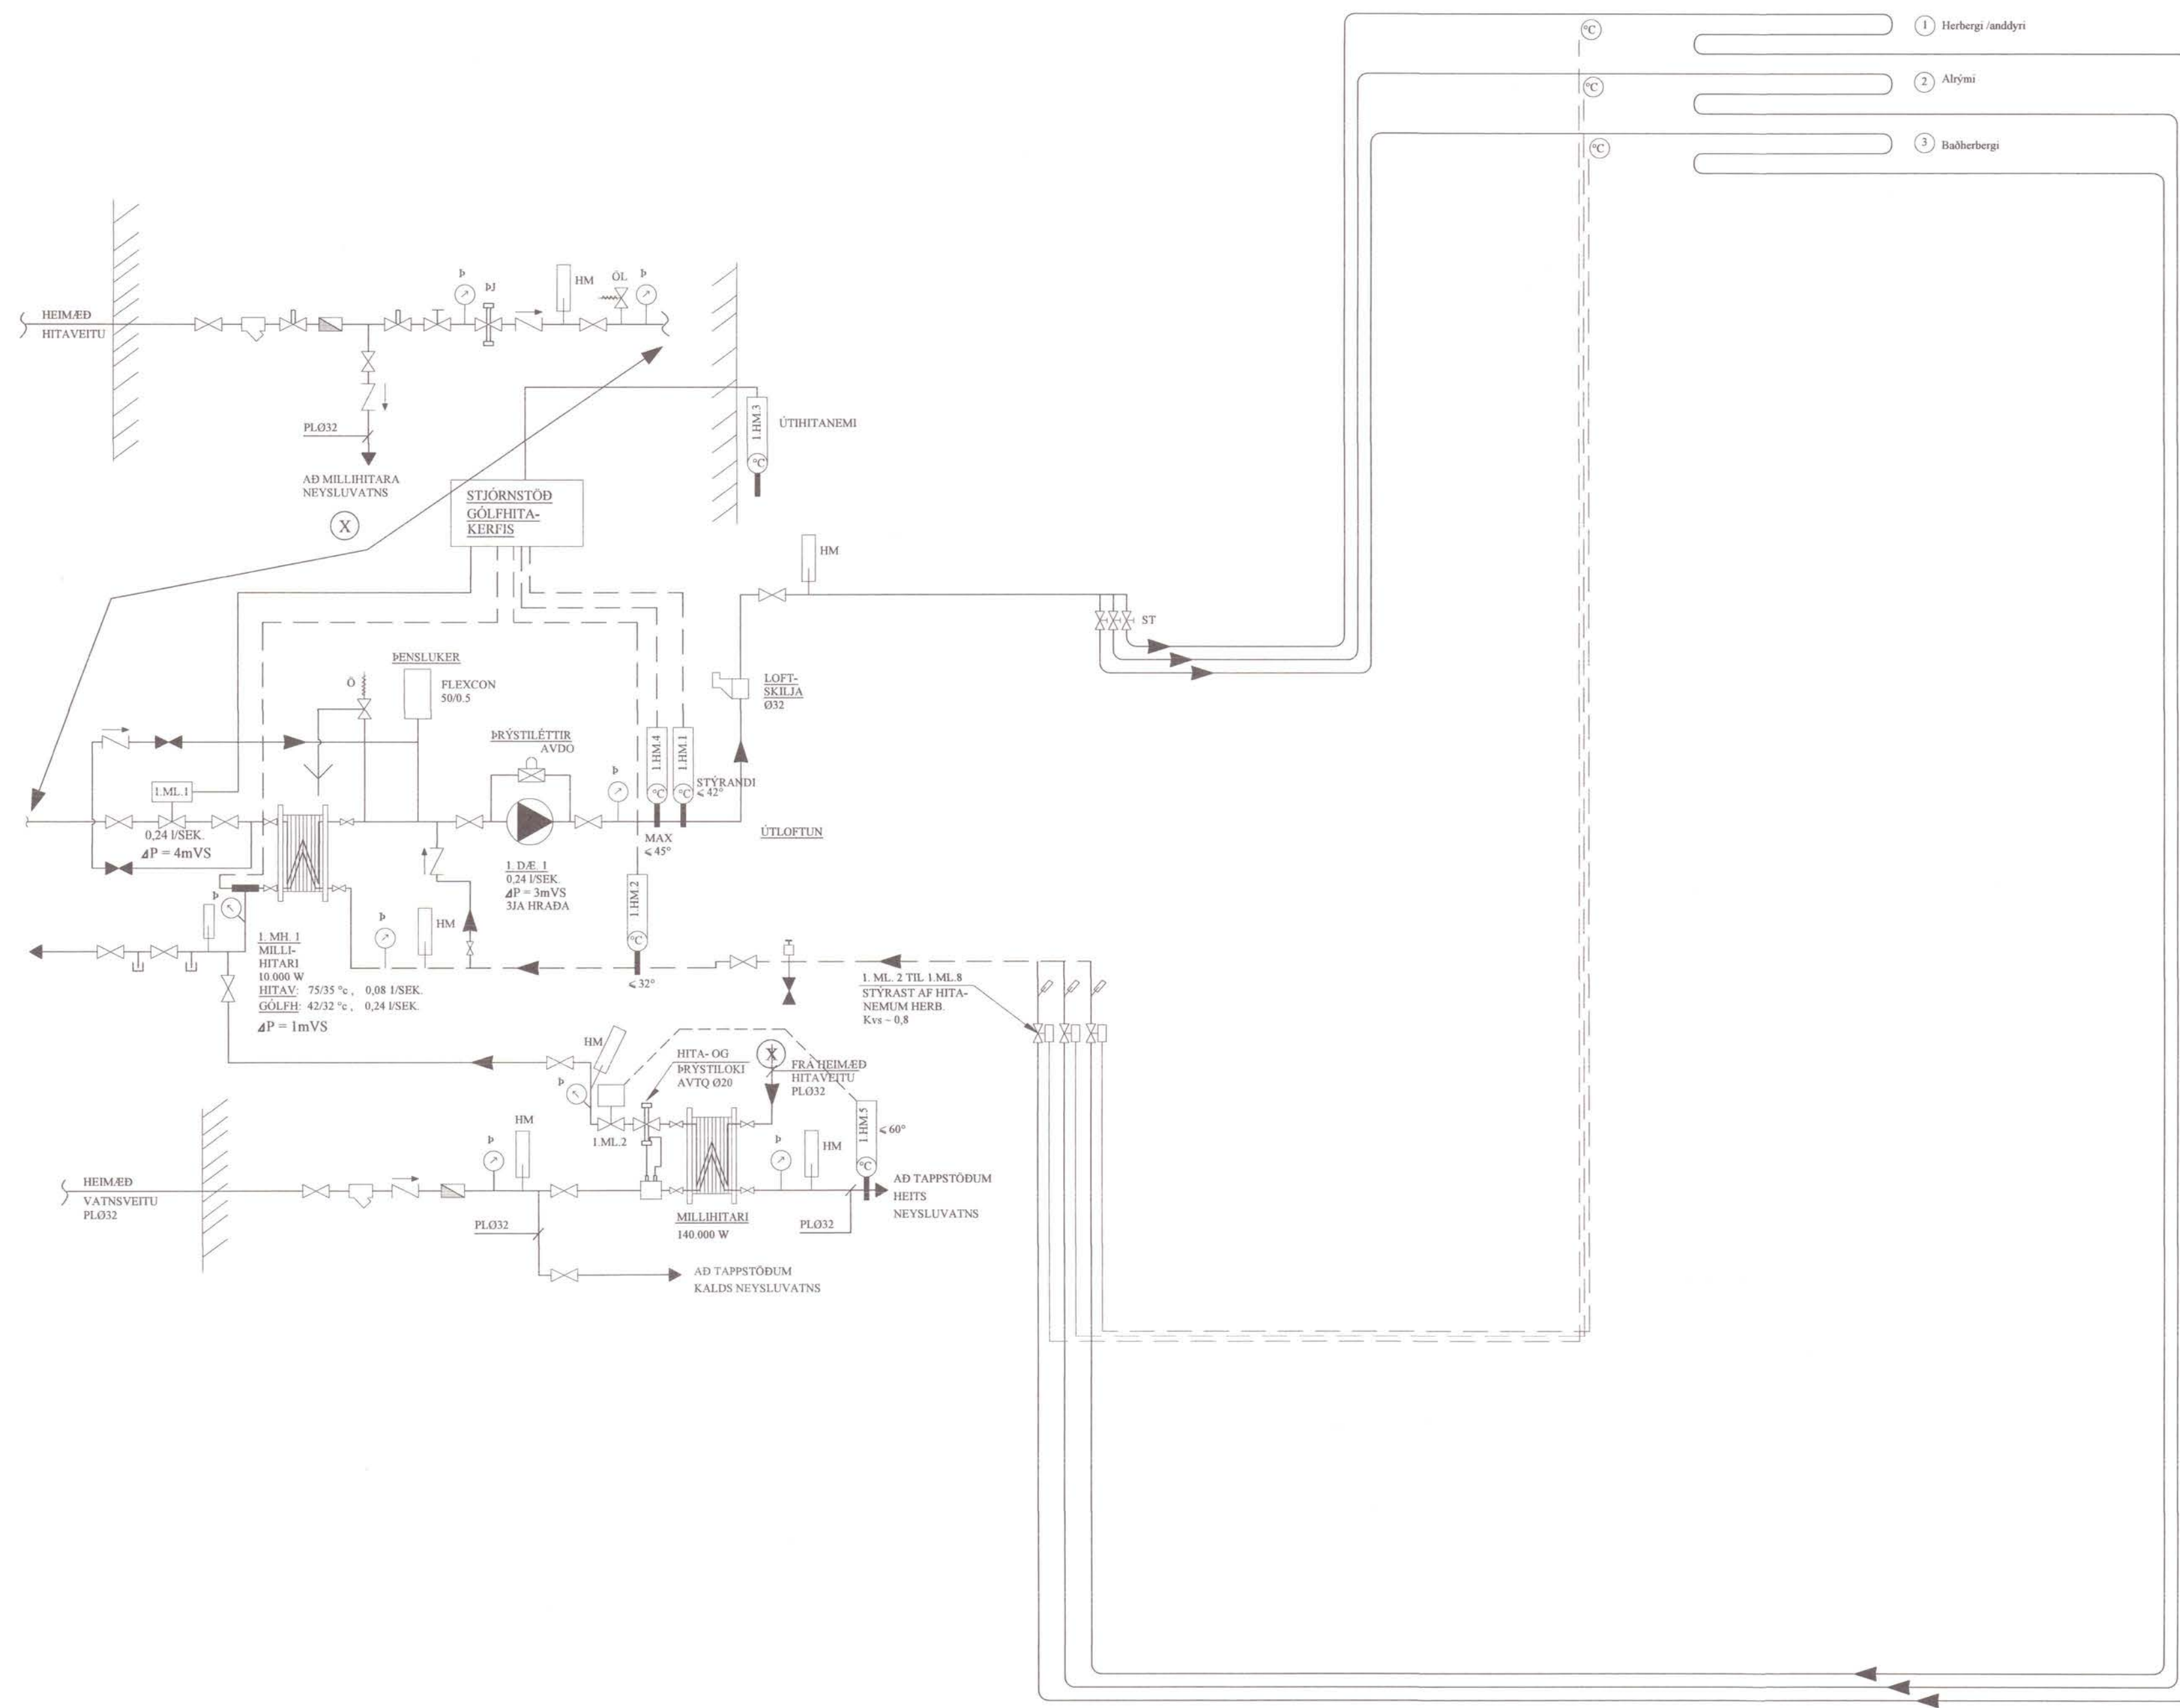 °C
1 Herbergi /anddyri
°C
2 Alrými
°C
3 Baðherbergi
HEIMÆÐ
HITAVEITU
Þ
ÞJ
HM
ÖL
Þ
PLØ32
AÐ MILLIHITARA
NEYSLUVATNS
X
1.HM.3
°C
ÚTIHITANEMI
STJÓRNSTÖÐ
GÓLFHITA-
KERFIS
HM
ST
ÞENSLUKER
Ö
FLEXCON
50/0.5
LOFT-
SKILJA
Ø32
ÞRÝSTILÉTTIR
AVDO
Þ
1.HM.4
°C
1.HM.1
°C
STÝRANDI
⩽ 42°
MAX
⩽ 45°
ÚTLOFTUN
1.ML.1
0,24 l/SEK.
⊿P = 4mVS
1. DÆ. 1
0,24 l/SEK.
⊿P = 3mVS
3JA HRAÐA
1.HM.2
°C
⩽ 32°
Þ
Þ
HM
1. MH. 1
MILLI-
HITARI
10.000 W
HITAV: 75/35 °c , 0,08 l/SEK.
GÓLFH: 42/32 °c , 0,24 l/SEK.
⊿P = 1mVS
1. ML. 2 TIL 1.ML.8
STÝRAST AF HITA-
NEMUM HERB.
Kvs ~ 0,8
HM
Þ
HITA- OG
ÞRÝSTILOKI
AVTQ Ø20
X
FRÁ HEIMÆÐ
HITAVEITU
PLØ32
1.ML.2
1.HM.5
°C
⩽ 60°
Þ
HM
Þ
HM
HEIMÆÐ
VATNSVEITU
PLØ32
PLØ32
MILLIHITARI
140.000 W
PLØ32
AÐ TAPPSTÖÐUM
HEITS
NEYSLUVATNS
AÐ TAPPSTÖÐUM
KALDS NEYSLUVATNS